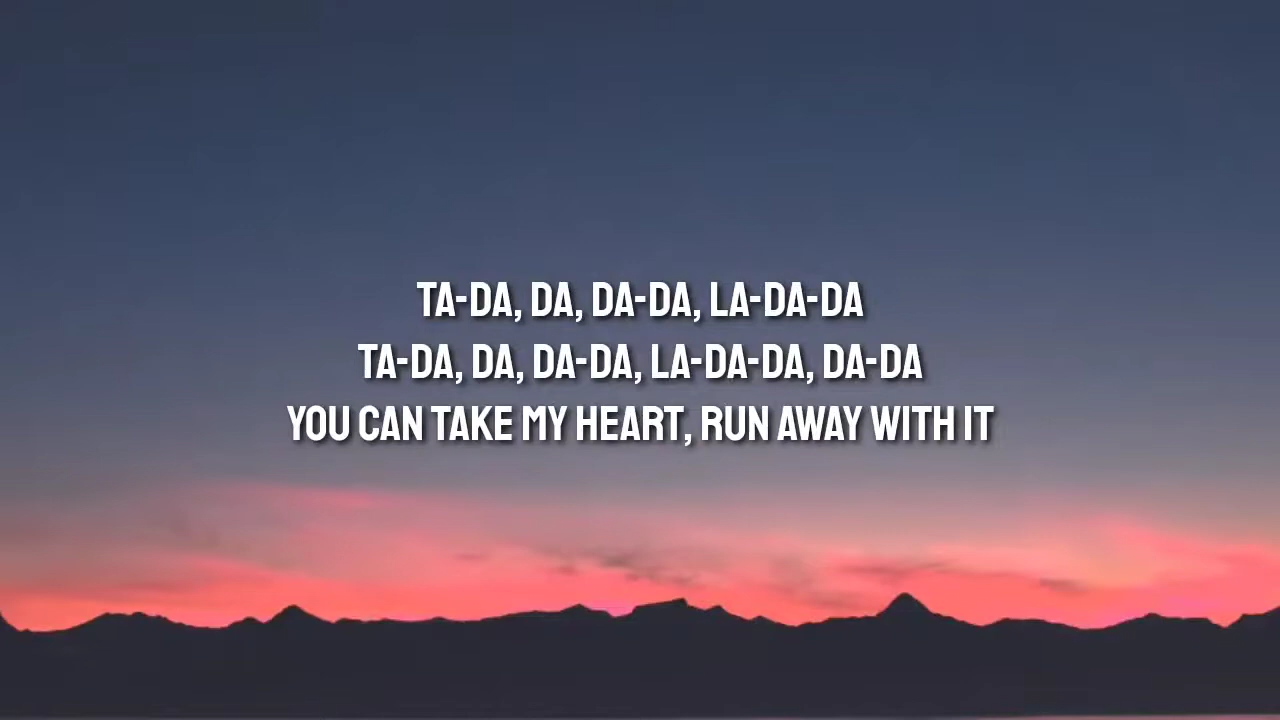 TA-DA, DA, DA-DA, LA-DA-DA
TA-DA, DA, DA-DA, LA-DA-DA, DA-DA
YOU CAN TAKE MY HEART, RUN AWAY WITH IT